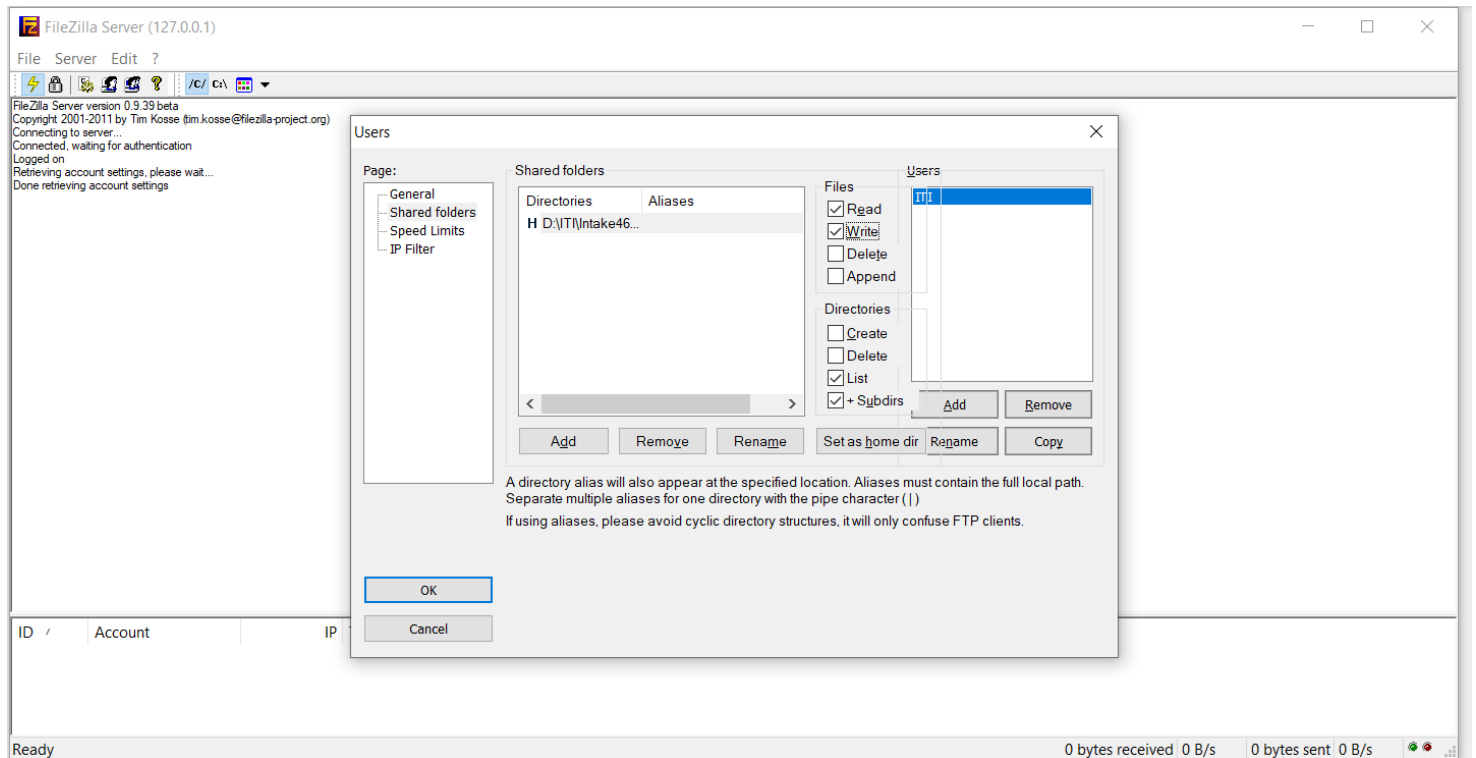 FileZilla Server (127.0.0.1)
File Server Edit ?
/C/ C:\
FileZilla Server version 0.9.39 beta
Copyright 2001-2011 by Tim Kosse (tim.kosse@filezilla-project.org)
Connecting to server...
Connected, waiting for authentication
Logged on
Retrieving account settings, please wait...
Done retrieving account settings
Users
Page:
General
Shared folders
Speed Limits
IP Filter
Shared folders
Directories Aliases
H D:\ITI\Intake46...
Files
Read
Write
Delete
Append
Directories
Create
Delete
List
+ Subdirs
Users
ITI
Add Remove
Rename Copy
Add Remove Rename Set as home dir
A directory alias will also appear at the specified location. Aliases must contain the full local path.
Separate multiple aliases for one directory with the pipe character ( | )
If using aliases, please avoid cyclic directory structures, it will only confuse FTP clients.
OK
Cancel
ID / Account IP
Ready 0 bytes received 0 B/s 0 bytes sent 0 B/s